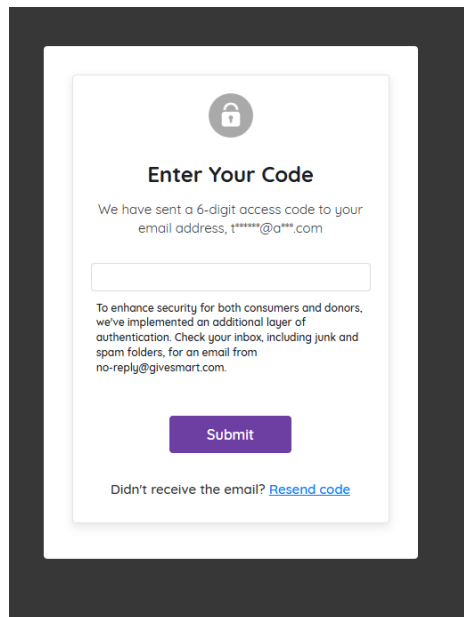 Enter Your Code
We have sent a 6-digit access code to your
email address, t******@a***.com
To enhance security for both consumers and donors,
we've implemented an additional layer of
authentication. Check your inbox, including junk and
spam folders, for an email from
no-reply@givesmart.com.
Submit
Didn't receive the email? Resend code